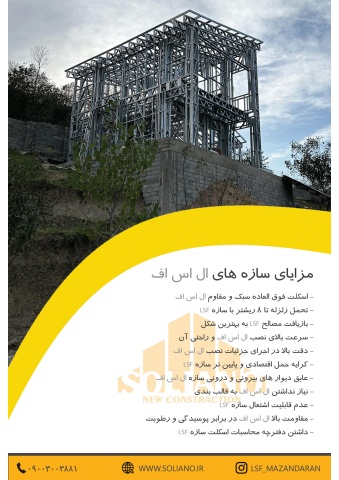 مزایای سازه های ال اس اف
- اسکلت فوق العاده سبک و مقاوم ال اس اف
- تحمل زلزله تا ۸ ریشتر با سازه LSF
- بازیافت مصالح LSF به بهترین شکل
- سرعت بالای نصب ال اس اف و راحتی آن
- دقت بالا در اجرای جزئیات نصب ال اس اف
- کرایه حمل اقتصادی و پایین تر سازه LSF
- عایق دیوار های بیرونی و درونی سازه ال اس اف
- نیاز نداشتن ال اس اف به قالب بندی
- عدم قابلیت اشتعال سازه LSF
- مقاومت بالا ال اس اف در برابر پوسیدگی و رطوبت
- داشتن دفترچه محاسبات اسکلت سازه LSF
SOLIANO
NEW CONSTRUCTION
۰۹۰۰۳۰۰۳۸۸۱ WWW.SOLIANO.IR LSF_MAZANDARAN